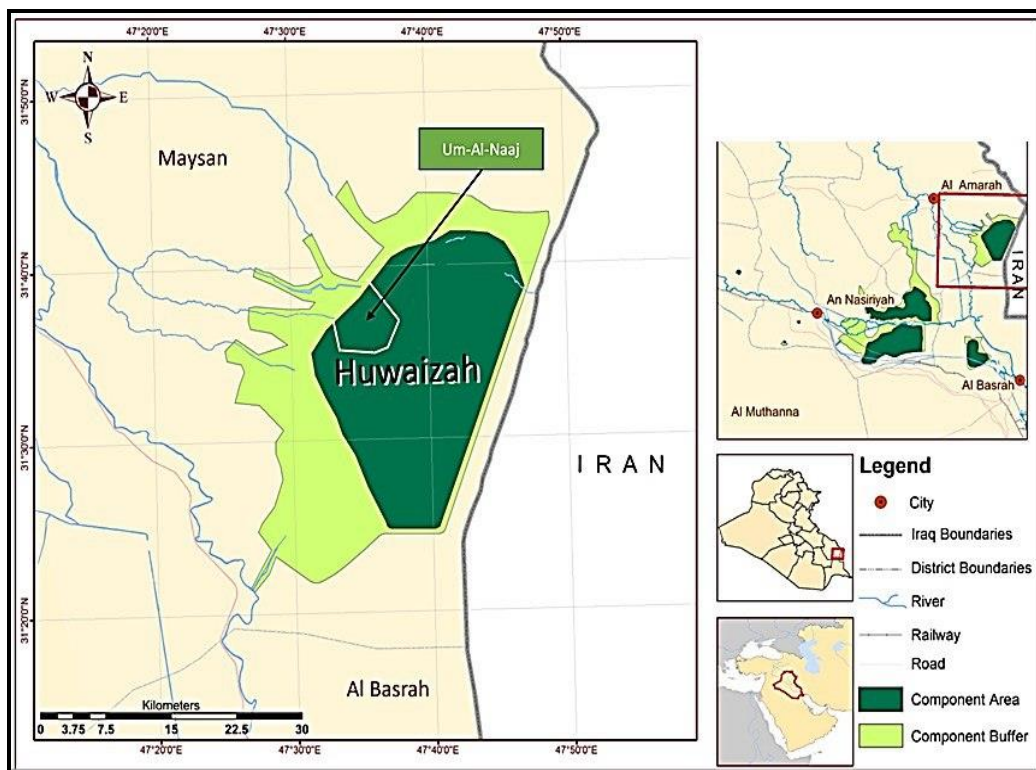 47°20'0"E
47°30'0"E
47°40'0"E
47°50'0"E
31°50'0"N
31°40'0"N
31°30'0"N
31°20'0"N
N
W
E
S
Maysan
Um-Al-Naaj
Huwaizah
I R A N
Al Basrah
Kilometers
0 3.75 7.5 15 22.5 30
47°20'0"E
47°30'0"E
47°40'0"E
47°50'0"E
Al Amarah
IRAN
An Nasiriyah
Al Basrah
Al Muthanna
Legend
City
Iraq Boundaries
District Boundaries
River
Railway
Road
Component Area
Component Buffer